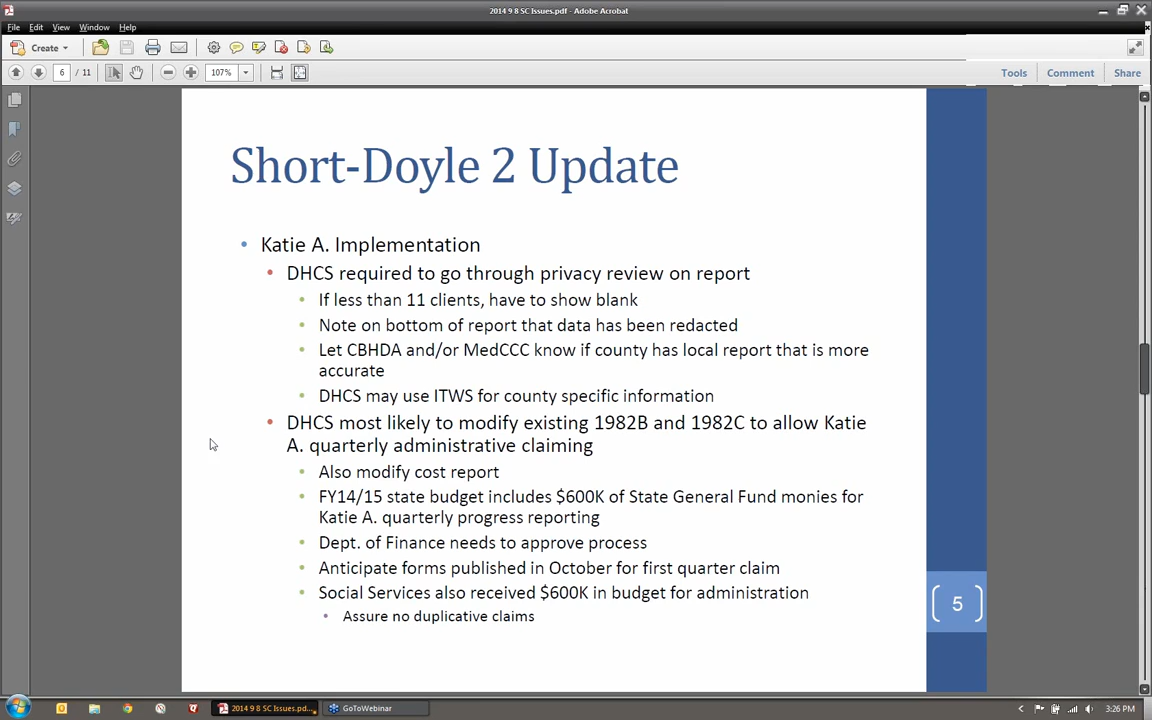 2014 9 8 SC Issues.pdf - Adobe Acrobat
File Edit View Window Help
Create
6 / 11 107% Tools Comment Share
Short-Doyle 2 Update
• Katie A. Implementation
• DHCS required to go through privacy review on report
• If less than 11 clients, have to show blank
• Note on bottom of report that data has been redacted
• Let CBHDA and/or MedCCC know if county has local report that is more
accurate
• DHCS may use ITWS for county specific information
• DHCS most likely to modify existing 1982B and 1982C to allow Katie
A. quarterly administrative claiming
• Also modify cost report
• FY14/15 state budget includes $600K of State General Fund monies for
Katie A. quarterly progress reporting
• Dept. of Finance needs to approve process
• Anticipate forms published in October for first quarter claim
• Social Services also received $600K in budget for administration
• Assure no duplicative claims
5
2014 9 8 SC Issues.pd... GoToWebinar 3:26 PM